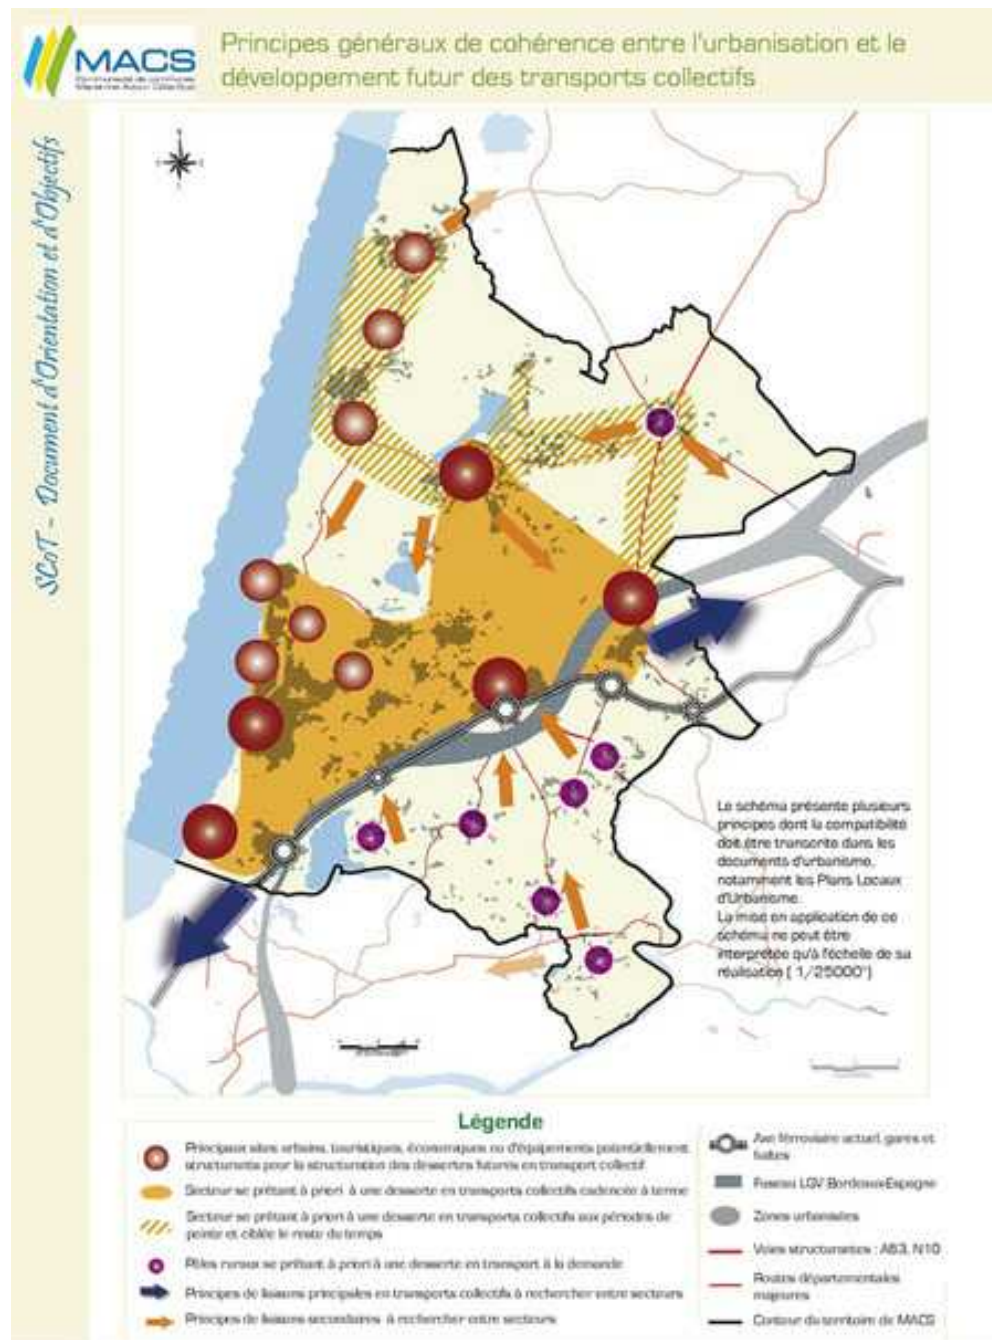 MACS
Communauté de communes
Maremne Adour Côte-Sud
Principes généraux de cohérence entre l'urbanisation et le
développement futur des transports collectifs
SCoT - Document d'Orientation et d'Objectifs
Le schéma présente plusieurs
principes dont la compatibilité
doit être transcrite dans les
documents d'urbanisme,
notamment les Plans Locaux
d'Urbanisme.
La mise en application de ce
schéma ne peut être
interprétée qu'à l'échelle de sa
réalisation ( 1/25000°)
Légende
Principaux sites urbains, touristiques, économiques ou d'équipements potentiellement
structurants pour la structuration des dessertes futures en transport collectif
Secteur se prêtant à priori à une desserte en transports collectifs cadencée à terme
Secteur se prêtant à priori à une desserte en transports collectifs aux périodes de
pointe et ciblée le reste du temps
Pôles ruraux se prêtant à priori à une desserte en transport à la demande
Principes de liaisons principales en transports collectifs à rechercher entre secteurs
Principes de liaisons secondaires à rechercher entre secteurs
Axe ferroviaire actuel, gares et
haltes
Fuseau LGV Bordeaux-Espagne
Zones urbanisées
Voies structurantes : A63, N10
Routes départementales
majeures
Contour du territoire de MACS